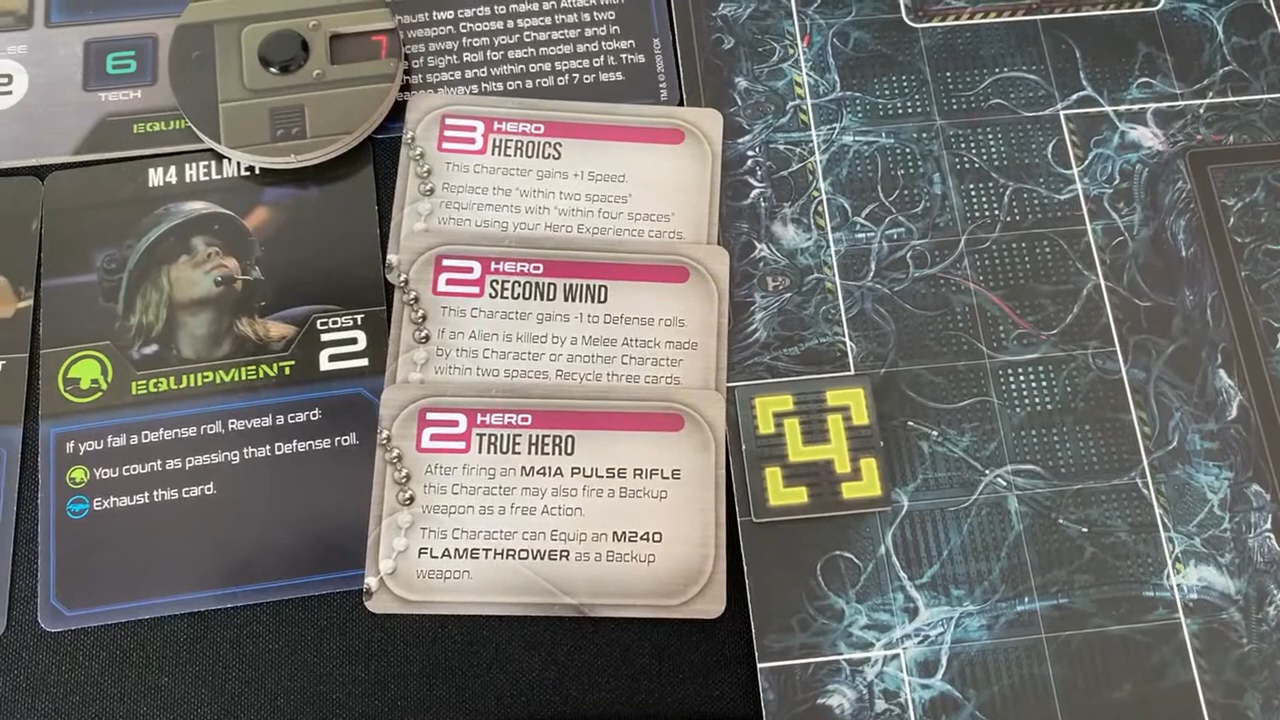 haust two cards to make an Attack with
weapon. Choose a space that is two
ces away from your Character and in
of Sight. Roll for each model and token
hat space and within one space of it. This
always hits on a roll of 7 or less.
TM & © 2020 FOX
6
TECH
7
EQUIP
M4 HELMET
COST
2
EQUIPMENT
If you fail a Defense roll, Reveal a card:
You count as passing that Defense roll.
Exhaust this card.
3 HERO
HEROICS
This Character gains +1 Speed.
Replace the "within two spaces"
requirements with "within four spaces"
when using your Hero Experience cards.
2 HERO
SECOND WIND
This Character gains -1 to Defense rolls.
If an Alien is killed by a Melee Attack made
by this Character or another Character
within two spaces, Recycle three cards.
2 HERO
TRUE HERO
After firing an M41A PULSE RIFLE
this Character may also fire a Backup
weapon as a free Action.
This Character can Equip an M240
FLAMETHROWER as a Backup
weapon.
4